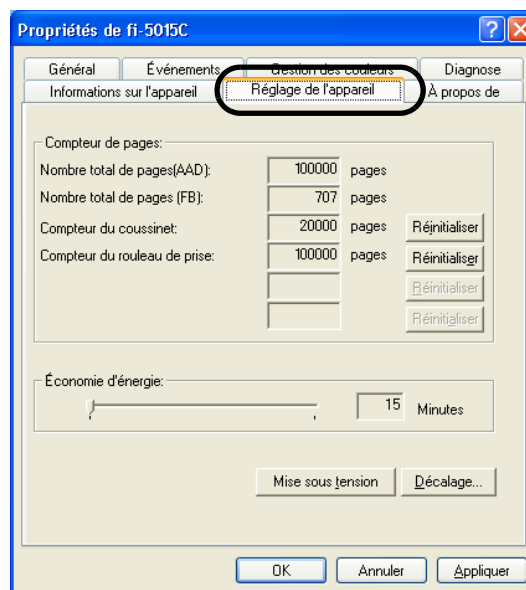 Propriétés de fi-5015C
Général Événements Gestion des couleurs Diagnose
Informations sur l'appareil Réglage de l'appareil À propos de
Compteur de pages:
Nombre total de pages(AAD): 100000 pages
Nombre total de pages (FB): 707 pages
Compteur du coussinet: 20000 pages Réinitialiser
Compteur du rouleau de prise: 100000 pages Réinitialiser
Réinitialiser
Réinitialiser
Économie d'énergie:
15 Minutes
Mise sous tension Décalage...
OK Annuler Appliquer